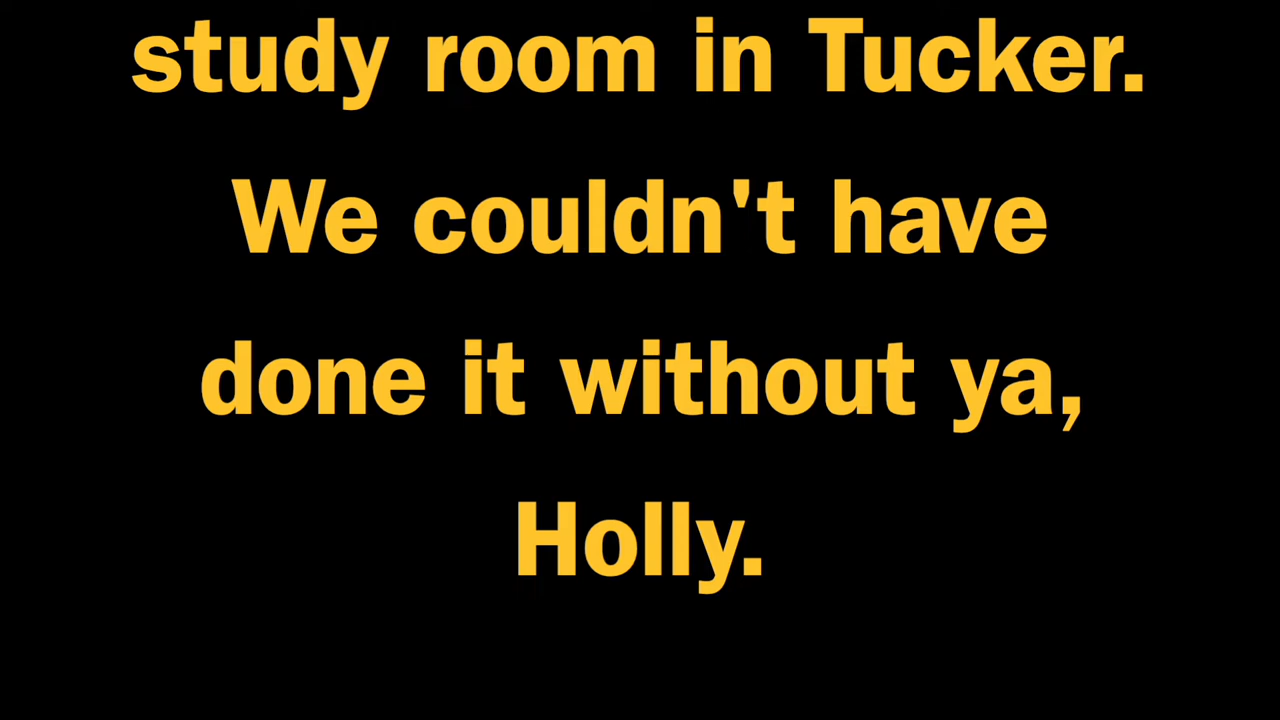 study room in Tucker.
We couldn't have
done it without ya,
Holly.